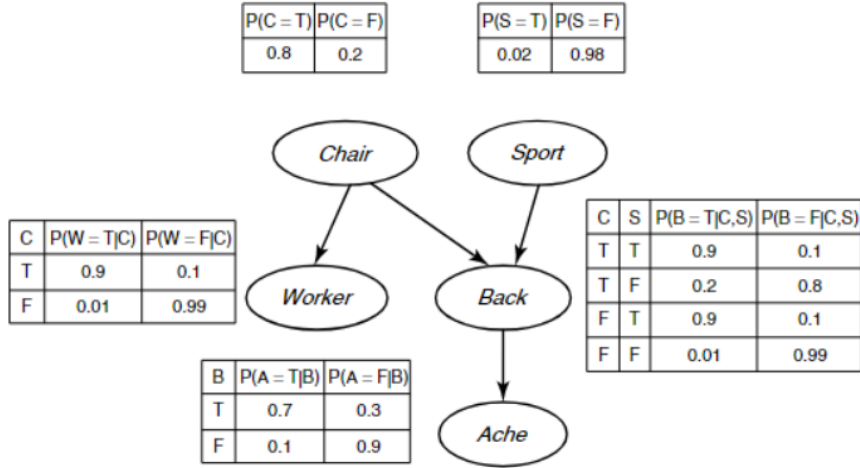 P(C = T) P(C = F)
0.8 0.2
P(S = T) P(S = F)
0.02 0.98
Chair
Sport
C P(W = T|C) P(W = F|C)
T 0.9 0.1
F 0.01 0.99
Worker
Back
C S P(B = T|C,S) P(B = F|C,S)
T T 0.9 0.1
T F 0.2 0.8
F T 0.9 0.1
F F 0.01 0.99
B P(A = T|B) P(A = F|B)
T 0.7 0.3
F 0.1 0.9
Ache